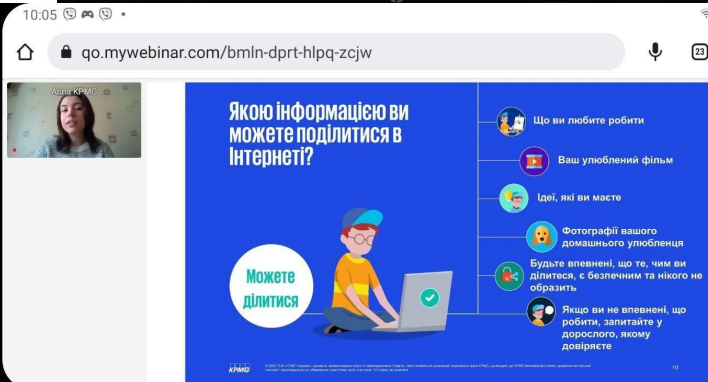 10:05
qo.mywebinar.com/bmln-dprt-hlpq-zcjw
23
Anna KPMG
Якою інформацією ви
можете поділитися в
Інтернеті?
Можете
ділитися
Що ви любите робити
Ваш улюблений фільм
Ідеї, які ви маєте
Фотографії вашого
домашнього улюбленця
Будьте впевнені, що те, чим ви
ділитеся, є безпечним та нікого не
образить
Якщо ви не впевнені, що
робити, запитайте у
дорослого, якому
довіряєте
KPMG
10